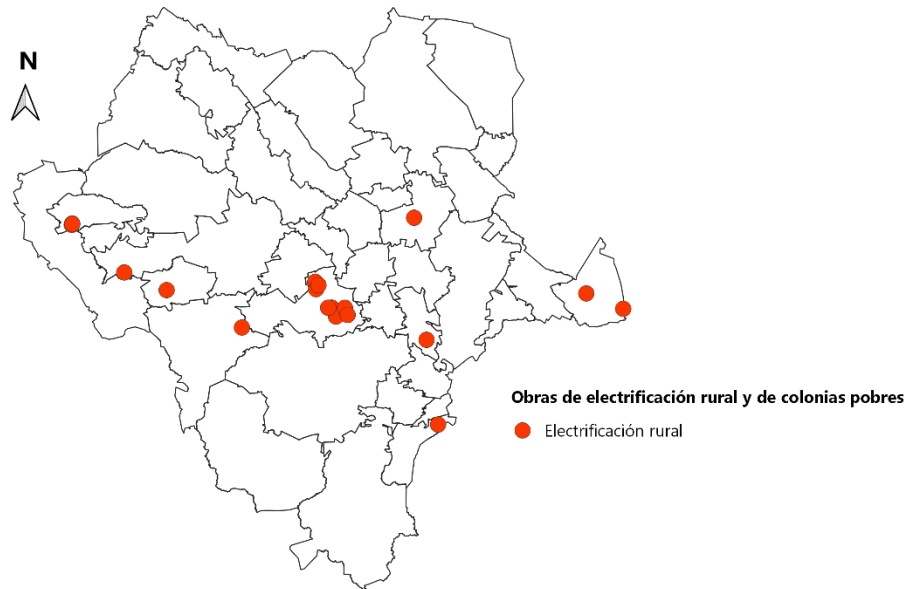 N
Obras de electrificación rural y de colonias pobres
Electrificación rural